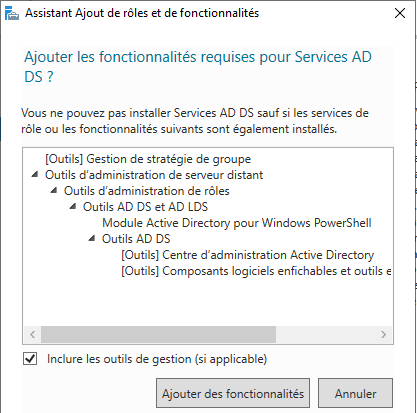 Assistant Ajout de rôles et de fonctionnalités
Ajouter les fonctionnalités requises pour Services AD
DS ?
Vous ne pouvez pas installer Services AD DS sauf si les services de
rôle ou les fonctionnalités suivants sont également installés.
[Outils] Gestion de stratégie de groupe
Outils d'administration de serveur distant
Outils d'administration de rôles
Outils AD DS et AD LDS
Module Active Directory pour Windows PowerShell
Outils AD DS
[Outils] Centre d'administration Active Directory
[Outils] Composants logiciels enfichables et outils e
Inclure les outils de gestion (si applicable)
Ajouter des fonctionnalités
Annuler